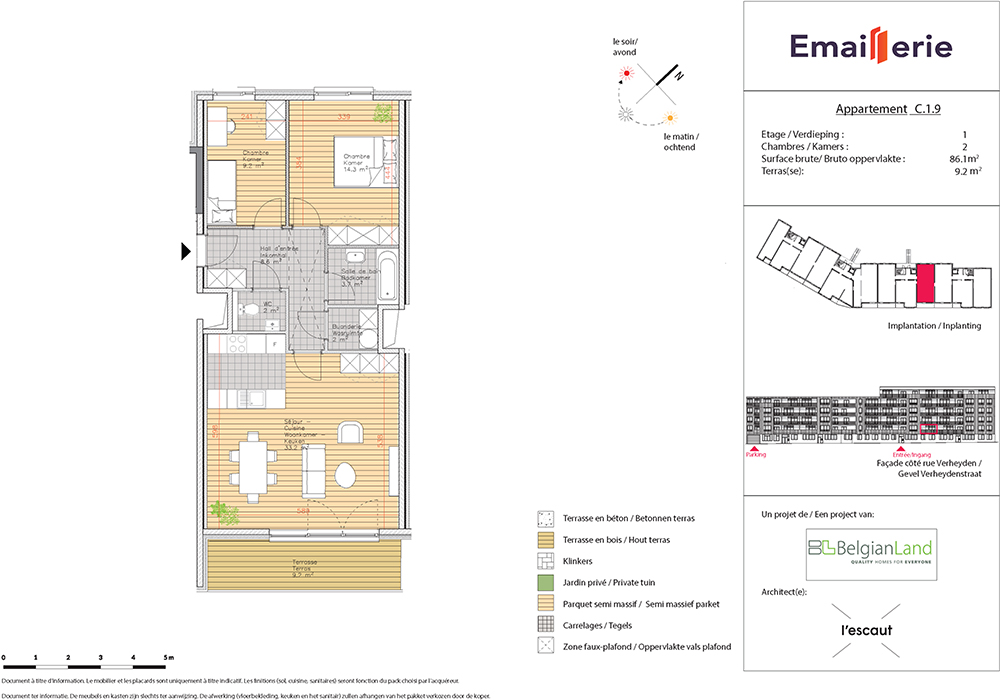 le soir/
avond
N
le matin /
ochtend
Emaillerie
Appartement C.1.9
Etage / Verdieping : 1
Chambres / Kamers : 2
Surface brute/ Bruto oppervlakte : 86.1m²
Terras(se): 9.2 m²
Implantation / Inplanting
Parking
Entrée/Ingang
Façade côté rue Verheyden /
Gevel Verheydenstraat
Un projet de / Een project van:
BelgianLand
QUALITY HOMES FOR EVERYONE
Architect(e):
l'escaut
241
339
Chambre
Kamer
9.2 m²
Chambre
Kamer
14.3 m²
384
444
Hall d'entrée
Inkomhal
8.6 m²
Salle de bain
Badkamer
3.7 m²
WC
2 m²
Buanderie
Wasruimte
2 m²
F
Séjour –
Cuisine
Woonkamer –
Keuken
33.2 m²
588
Terrasse
Terras
9.2 m²
Terrasse en béton / Betonnen terras
Terrasse en bois / Hout terras
Klinkers
Jardin privé / Private tuin
Parquet semi massif / Semi massief parket
Carrelages / Tegels
Zone faux-plafond / Oppervlakte vals plafond
0 1 2 3 4 5 m
Document à titre d'information. Le mobilier et les placards sont uniquement à titre indicatif. Les finitions (sol, cuisine, sanitaires) seront fonction du pack choisi par l'acquéreur.
Document ter informatie. De meubels en kasten zijn slechts ter aanwijzing. De afwerking (vloerbekleding, keuken en het sanitair) zullen afhangen van het pakket verkozen door de koper.